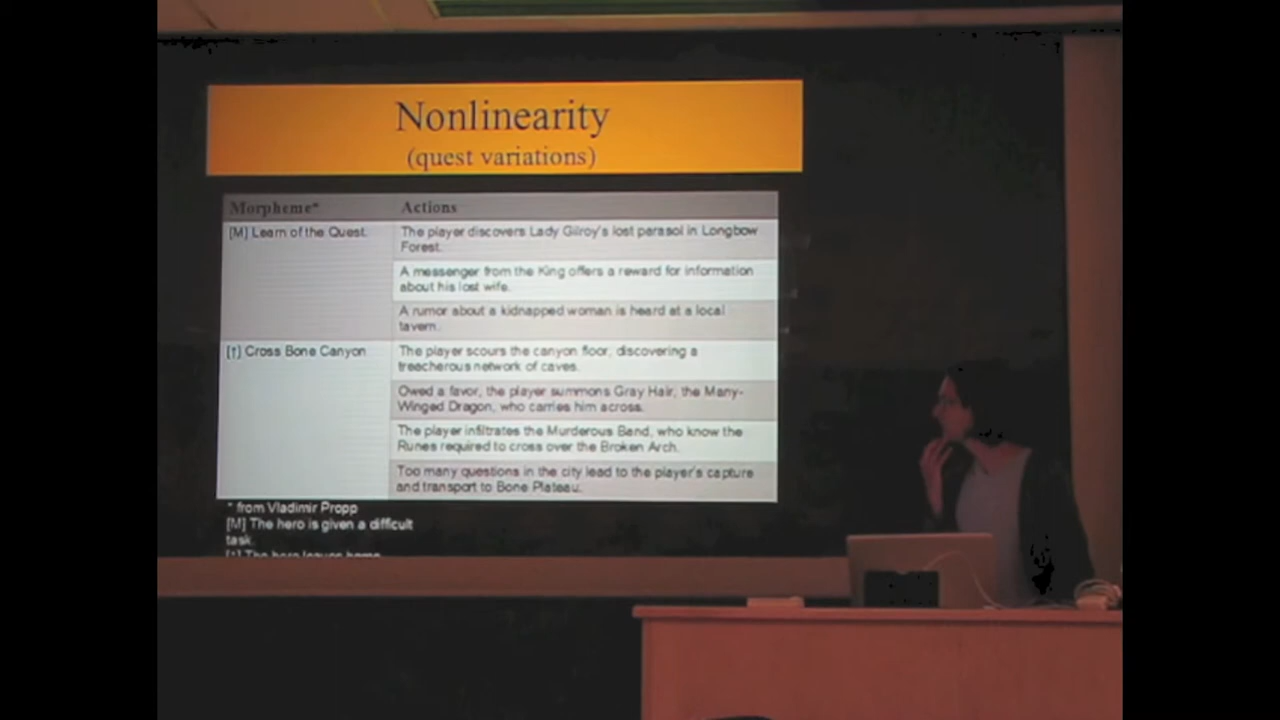 Nonlinearity
(quest variations)
Morpheme* Actions
[M] Learn of the Quest. The player discovers Lady Gilroy's lost parasol in Longbow
Forest.
A messenger from the King offers a reward for information
about his lost wife.
A rumor about a kidnapped woman is heard at a local
tavern.
[†] Cross Bone Canyon The player scours the canyon floor, discovering a
treacherous network of caves.
Owed a favor, the player summons Gray Hair, the Many-
Winged Dragon, who carries him across.
The player infiltrates the Murderous Band, who know the
Runes required to cross over the Broken Arch.
Too many questions in the city lead to the player's capture
and transport to Bone Plateau.
* from Vladimir Propp
[M] The hero is given a difficult
task.
[†] The hero leaves home